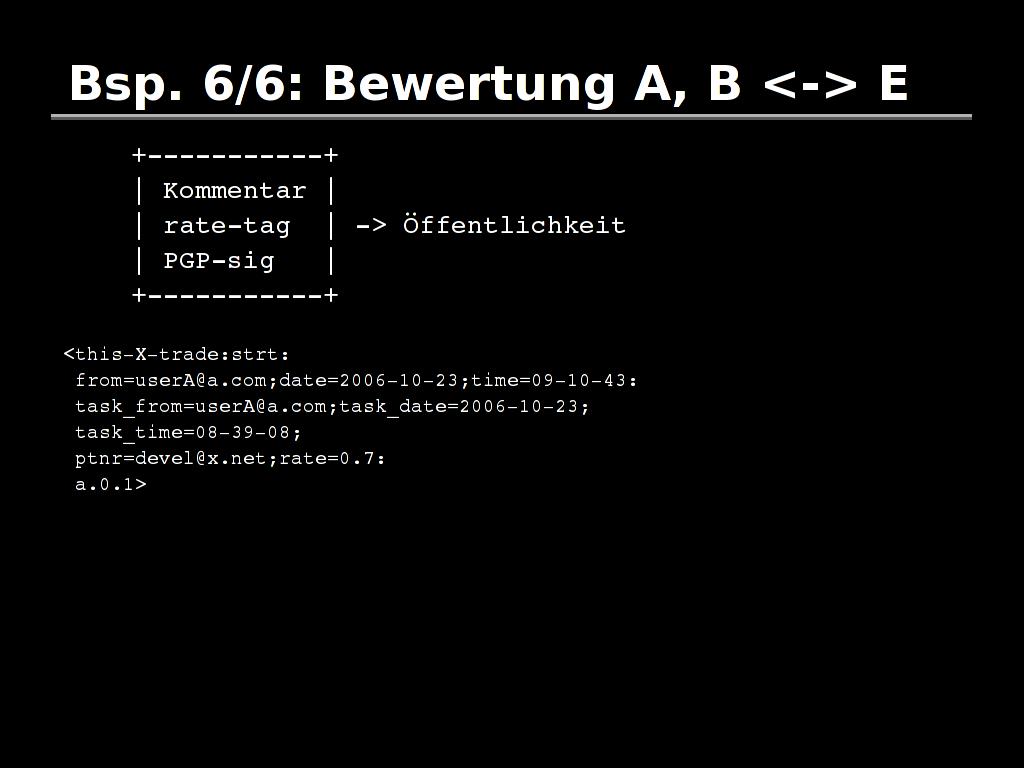 Bsp. 6/6: Bewertung A, B <-> E
+-----------+
| Kommentar |
| rate-tag  | -> Öffentlichkeit
| PGP-sig   |
+-----------+
<this-X-trade:strt:
from=userA@a.com;date=2006-10-23;time=09-10-43:
task_from=userA@a.com;task_date=2006-10-23;
task_time=08-39-08;
ptnr=devel@x.net;rate=0.7:
a.0.1>